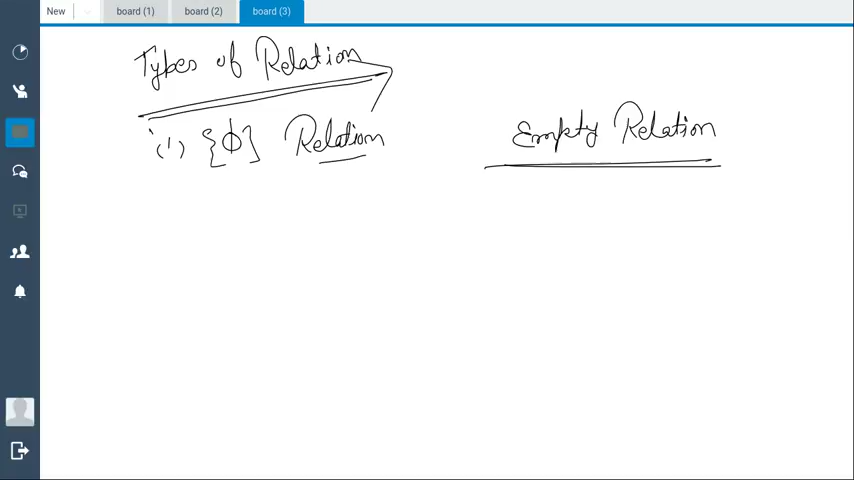 New board (1) board (2) board (3)
Types of Relation
(1) {ϕ} Relation
Empty Relation